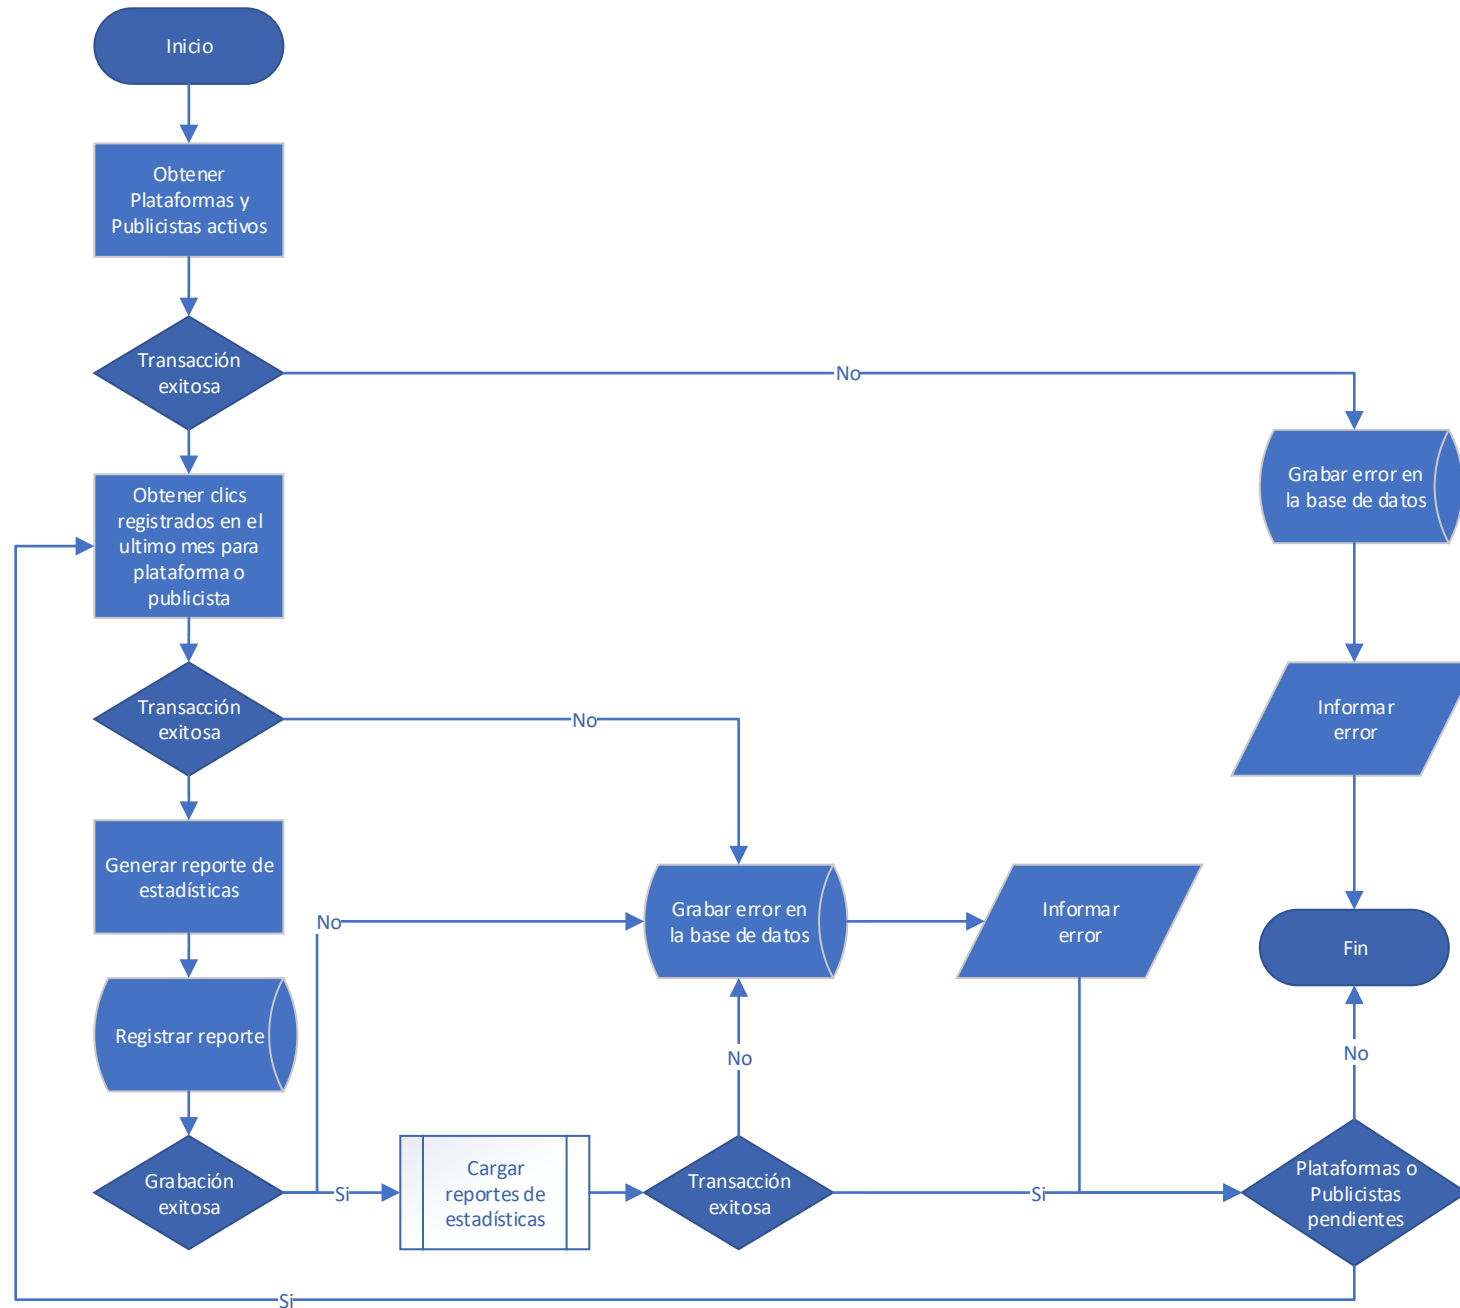 Inicio
Obtener
Plataformas y
Publicistas activos
Transacción
exitosa
No
Grabar error en
la base de datos
Obtener clics
registrados en el
ultimo mes para
plataforma o
publicista
Transacción
exitosa
No
Informar
error
Generar reporte de
estadísticas
No
Grabar error en
la base de datos
Informar
error
Fin
Registrar reporte
No
No
Grabación
exitosa
Si
Cargar
reportes de
estadísticas
Transacción
exitosa
Si
Plataformas o
Publicistas
pendientes
Si